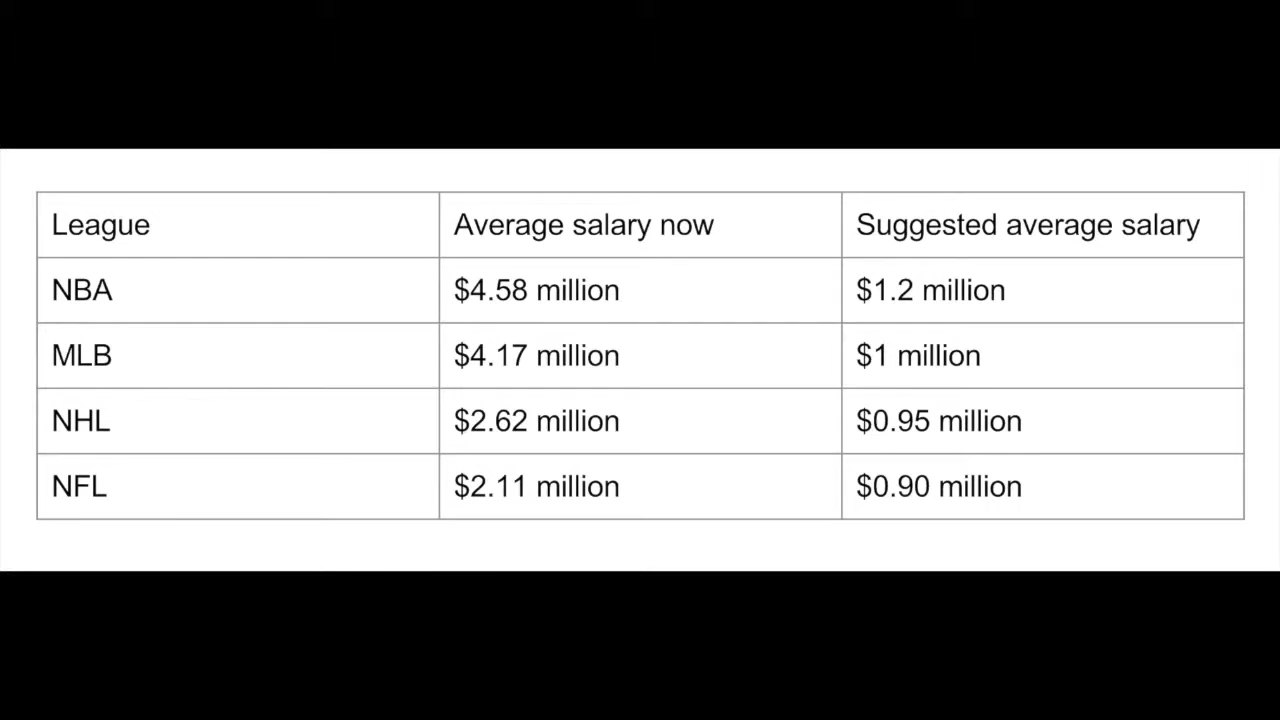 League Average salary now Suggested average salary
NBA $4.58 million $1.2 million
MLB $4.17 million $1 million
NHL $2.62 million $0.95 million
NFL $2.11 million $0.90 million